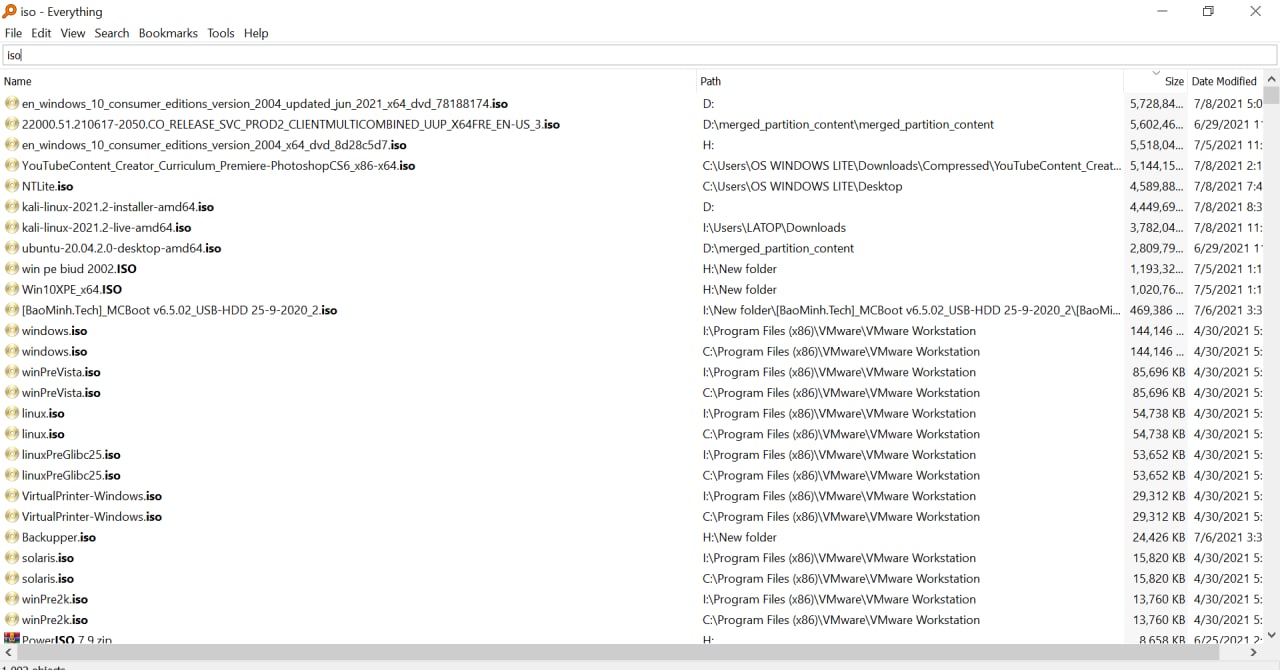 iso - Everything
File Edit View Search Bookmarks Tools Help
iso
Name Path Size Date Modified
en_windows_10_consumer_editions_version_2004_updated_jun_2021_x64_dvd_78188174.iso D: 5,728,84... 7/8/2021 5:0
22000.51.210617-2050.CO_RELEASE_SVC_PROD2_CLIENTMULTICOMBINED_UUP_X64FRE_EN-US_3.iso D:\merged_partition_content\merged_partition_content 5,602,46... 6/29/2021 1
en_windows_10_consumer_editions_version_2004_x64_dvd_8d28c5d7.iso H: 5,518,04... 7/5/2021 11:
YouTubeContent_Creator_Curriculum_Premiere-PhotoshopCS6_x86-x64.iso C:\Users\OS WINDOWS LITE\Downloads\Compressed\YouTubeContent_Creat... 5,144,15... 7/8/2021 2:1
NTLite.iso C:\Users\OS WINDOWS LITE\Desktop 4,589,88... 7/8/2021 7:4
kali-linux-2021.2-installer-amd64.iso D: 4,449,69... 7/8/2021 8:3
kali-linux-2021.2-live-amd64.iso I:\Users\LATOP\Downloads 3,782,04... 7/8/2021 11:
ubuntu-20.04.2.0-desktop-amd64.iso D:\merged_partition_content 2,809,79... 6/29/2021 1
win pe biud 2002.ISO H:\New folder 1,193,32... 7/5/2021 1:1
Win10XPE_x64.ISO H:\New folder 1,020,76... 7/5/2021 1:1
[BaoMinh.Tech]_MCBoot v6.5.02_USB-HDD 25-9-2020_2.iso I:\New folder\[BaoMinh.Tech]_MCBoot v6.5.02_USB-HDD 25-9-2020_2\[BaoMi... 469,386 ... 7/6/2021 3:3
windows.iso I:\Program Files (x86)\VMware\VMware Workstation 144,146 ... 4/30/2021 5:
windows.iso C:\Program Files (x86)\VMware\VMware Workstation 144,146 ... 4/30/2021 5:
winPreVista.iso I:\Program Files (x86)\VMware\VMware Workstation 85,696 KB 4/30/2021 5:
winPreVista.iso C:\Program Files (x86)\VMware\VMware Workstation 85,696 KB 4/30/2021 5:
linux.iso I:\Program Files (x86)\VMware\VMware Workstation 54,738 KB 4/30/2021 5:
linux.iso C:\Program Files (x86)\VMware\VMware Workstation 54,738 KB 4/30/2021 5:
linuxPreGlibc25.iso I:\Program Files (x86)\VMware\VMware Workstation 53,652 KB 4/30/2021 5:
linuxPreGlibc25.iso C:\Program Files (x86)\VMware\VMware Workstation 53,652 KB 4/30/2021 5:
VirtualPrinter-Windows.iso I:\Program Files (x86)\VMware\VMware Workstation 29,312 KB 4/30/2021 5:
VirtualPrinter-Windows.iso C:\Program Files (x86)\VMware\VMware Workstation 29,312 KB 4/30/2021 5:
Backupper.iso H:\New folder 24,426 KB 7/6/2021 3:3
solaris.iso I:\Program Files (x86)\VMware\VMware Workstation 15,820 KB 4/30/2021 5:
solaris.iso C:\Program Files (x86)\VMware\VMware Workstation 15,820 KB 4/30/2021 5:
winPre2k.iso I:\Program Files (x86)\VMware\VMware Workstation 13,760 KB 4/30/2021 5:
winPre2k.iso C:\Program Files (x86)\VMware\VMware Workstation 13,760 KB 4/30/2021 5:
PowerISO 7.9.zip H: 8,658 KB 6/25/2021 2:
objects